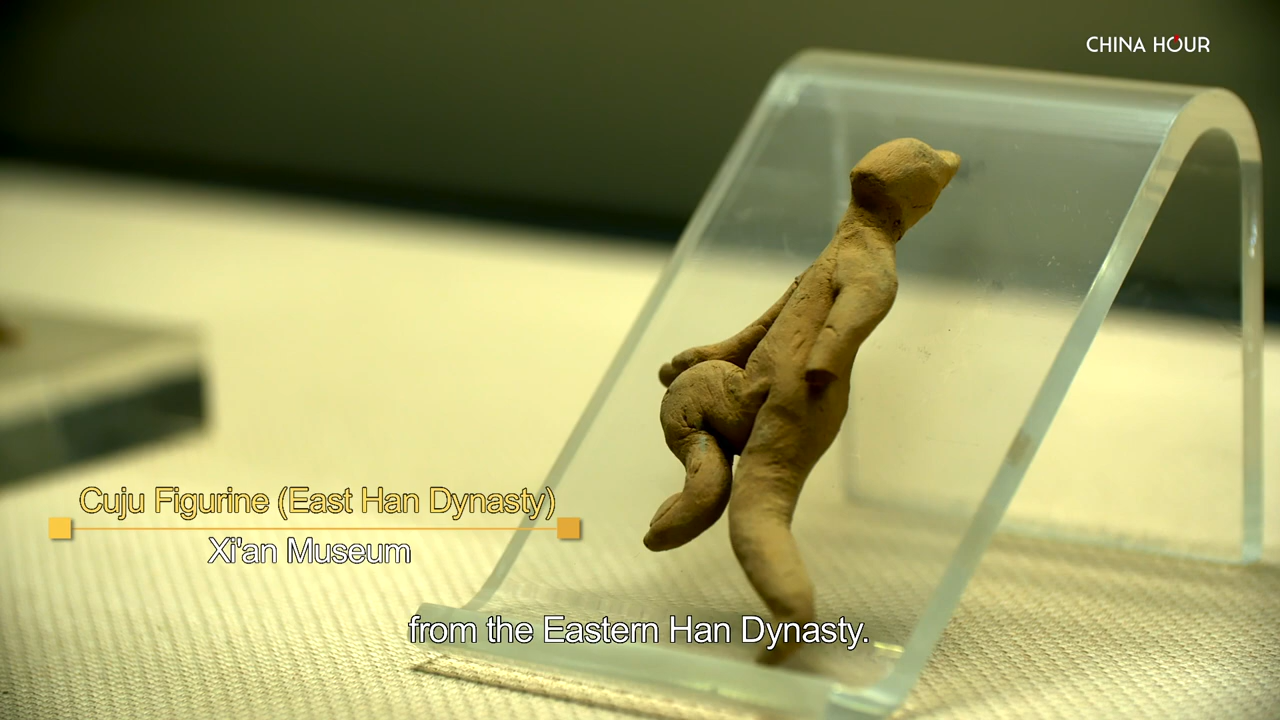 CHINA HOUR
Cuju Figurine (East Han Dynasty)
Xi'an Museum
from the Eastern Han Dynasty.